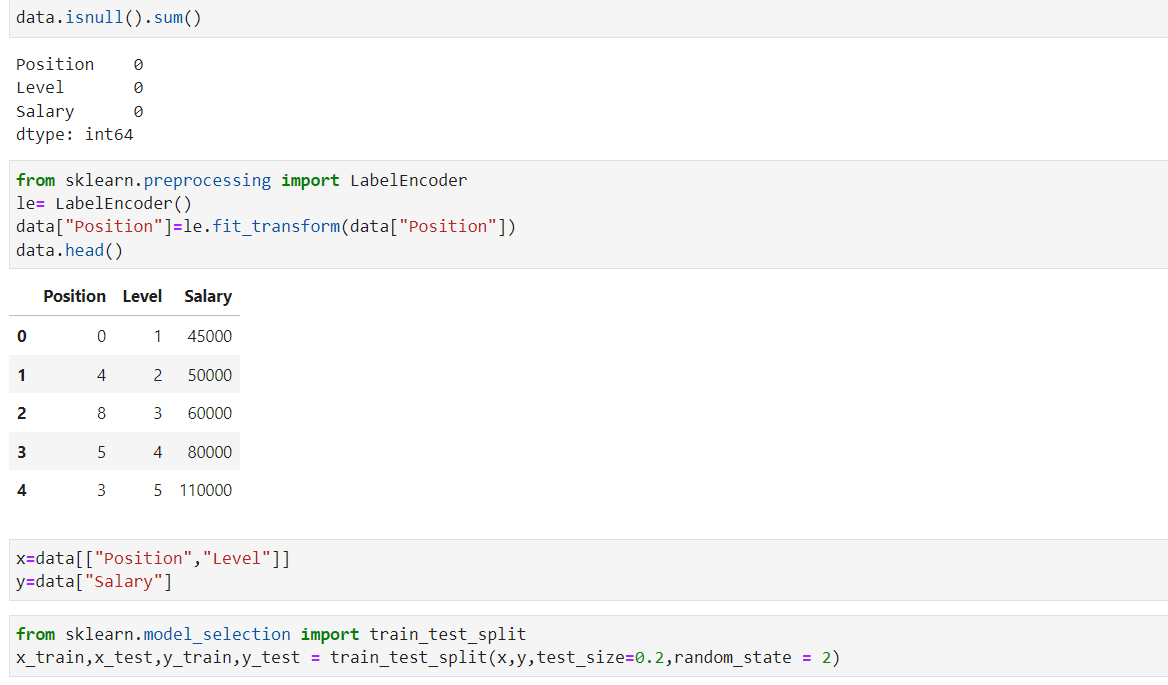 data.isnull().sum()
Position    0
Level       0
Salary      0
dtype: int64
from sklearn.preprocessing import LabelEncoder
le= LabelEncoder()
data["Position"]=le.fit_transform(data["Position"])
data.head()
Position Level Salary
0 0 1 45000
1 4 2 50000
2 8 3 60000
3 5 4 80000
4 3 5 110000
x=data[["Position","Level"]]
y=data["Salary"]
from sklearn.model_selection import train_test_split
x_train,x_test,y_train,y_test = train_test_split(x,y,test_size=0.2,random_state = 2)